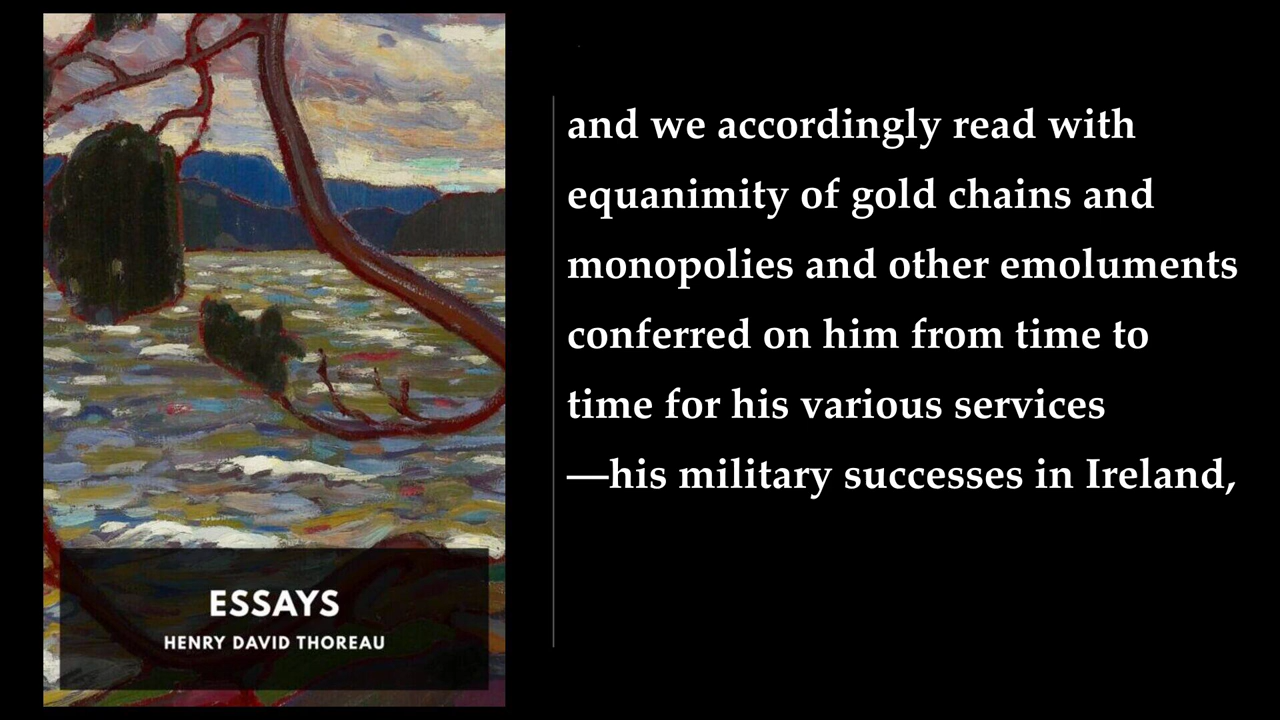 ESSAYS
HENRY DAVID THOREAU
and we accordingly read with
equanimity of gold chains and
monopolies and other emoluments
conferred on him from time to
time for his various services
—his military successes in Ireland,